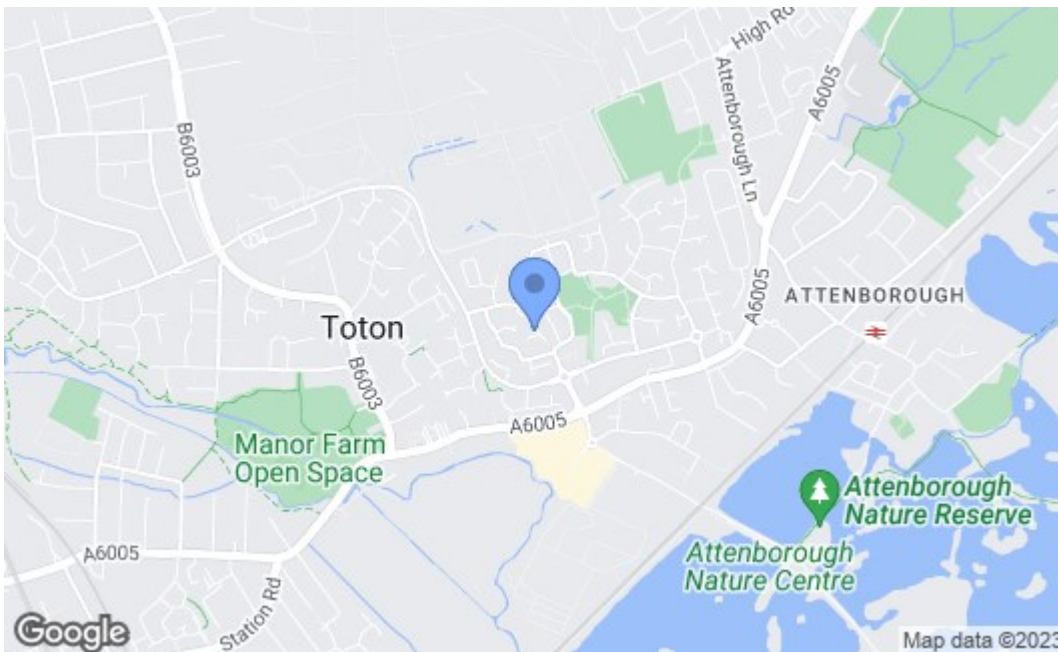 High Rd
A6005
Attenborough Ln
B6003
A6005
ATTENBOROUGH
Toton
B6003
A6005
Manor Farm
Open Space
Attenborough
Nature Reserve
Attenborough
Nature Centre
A6005
Station Rd
Google
Map data ©2023